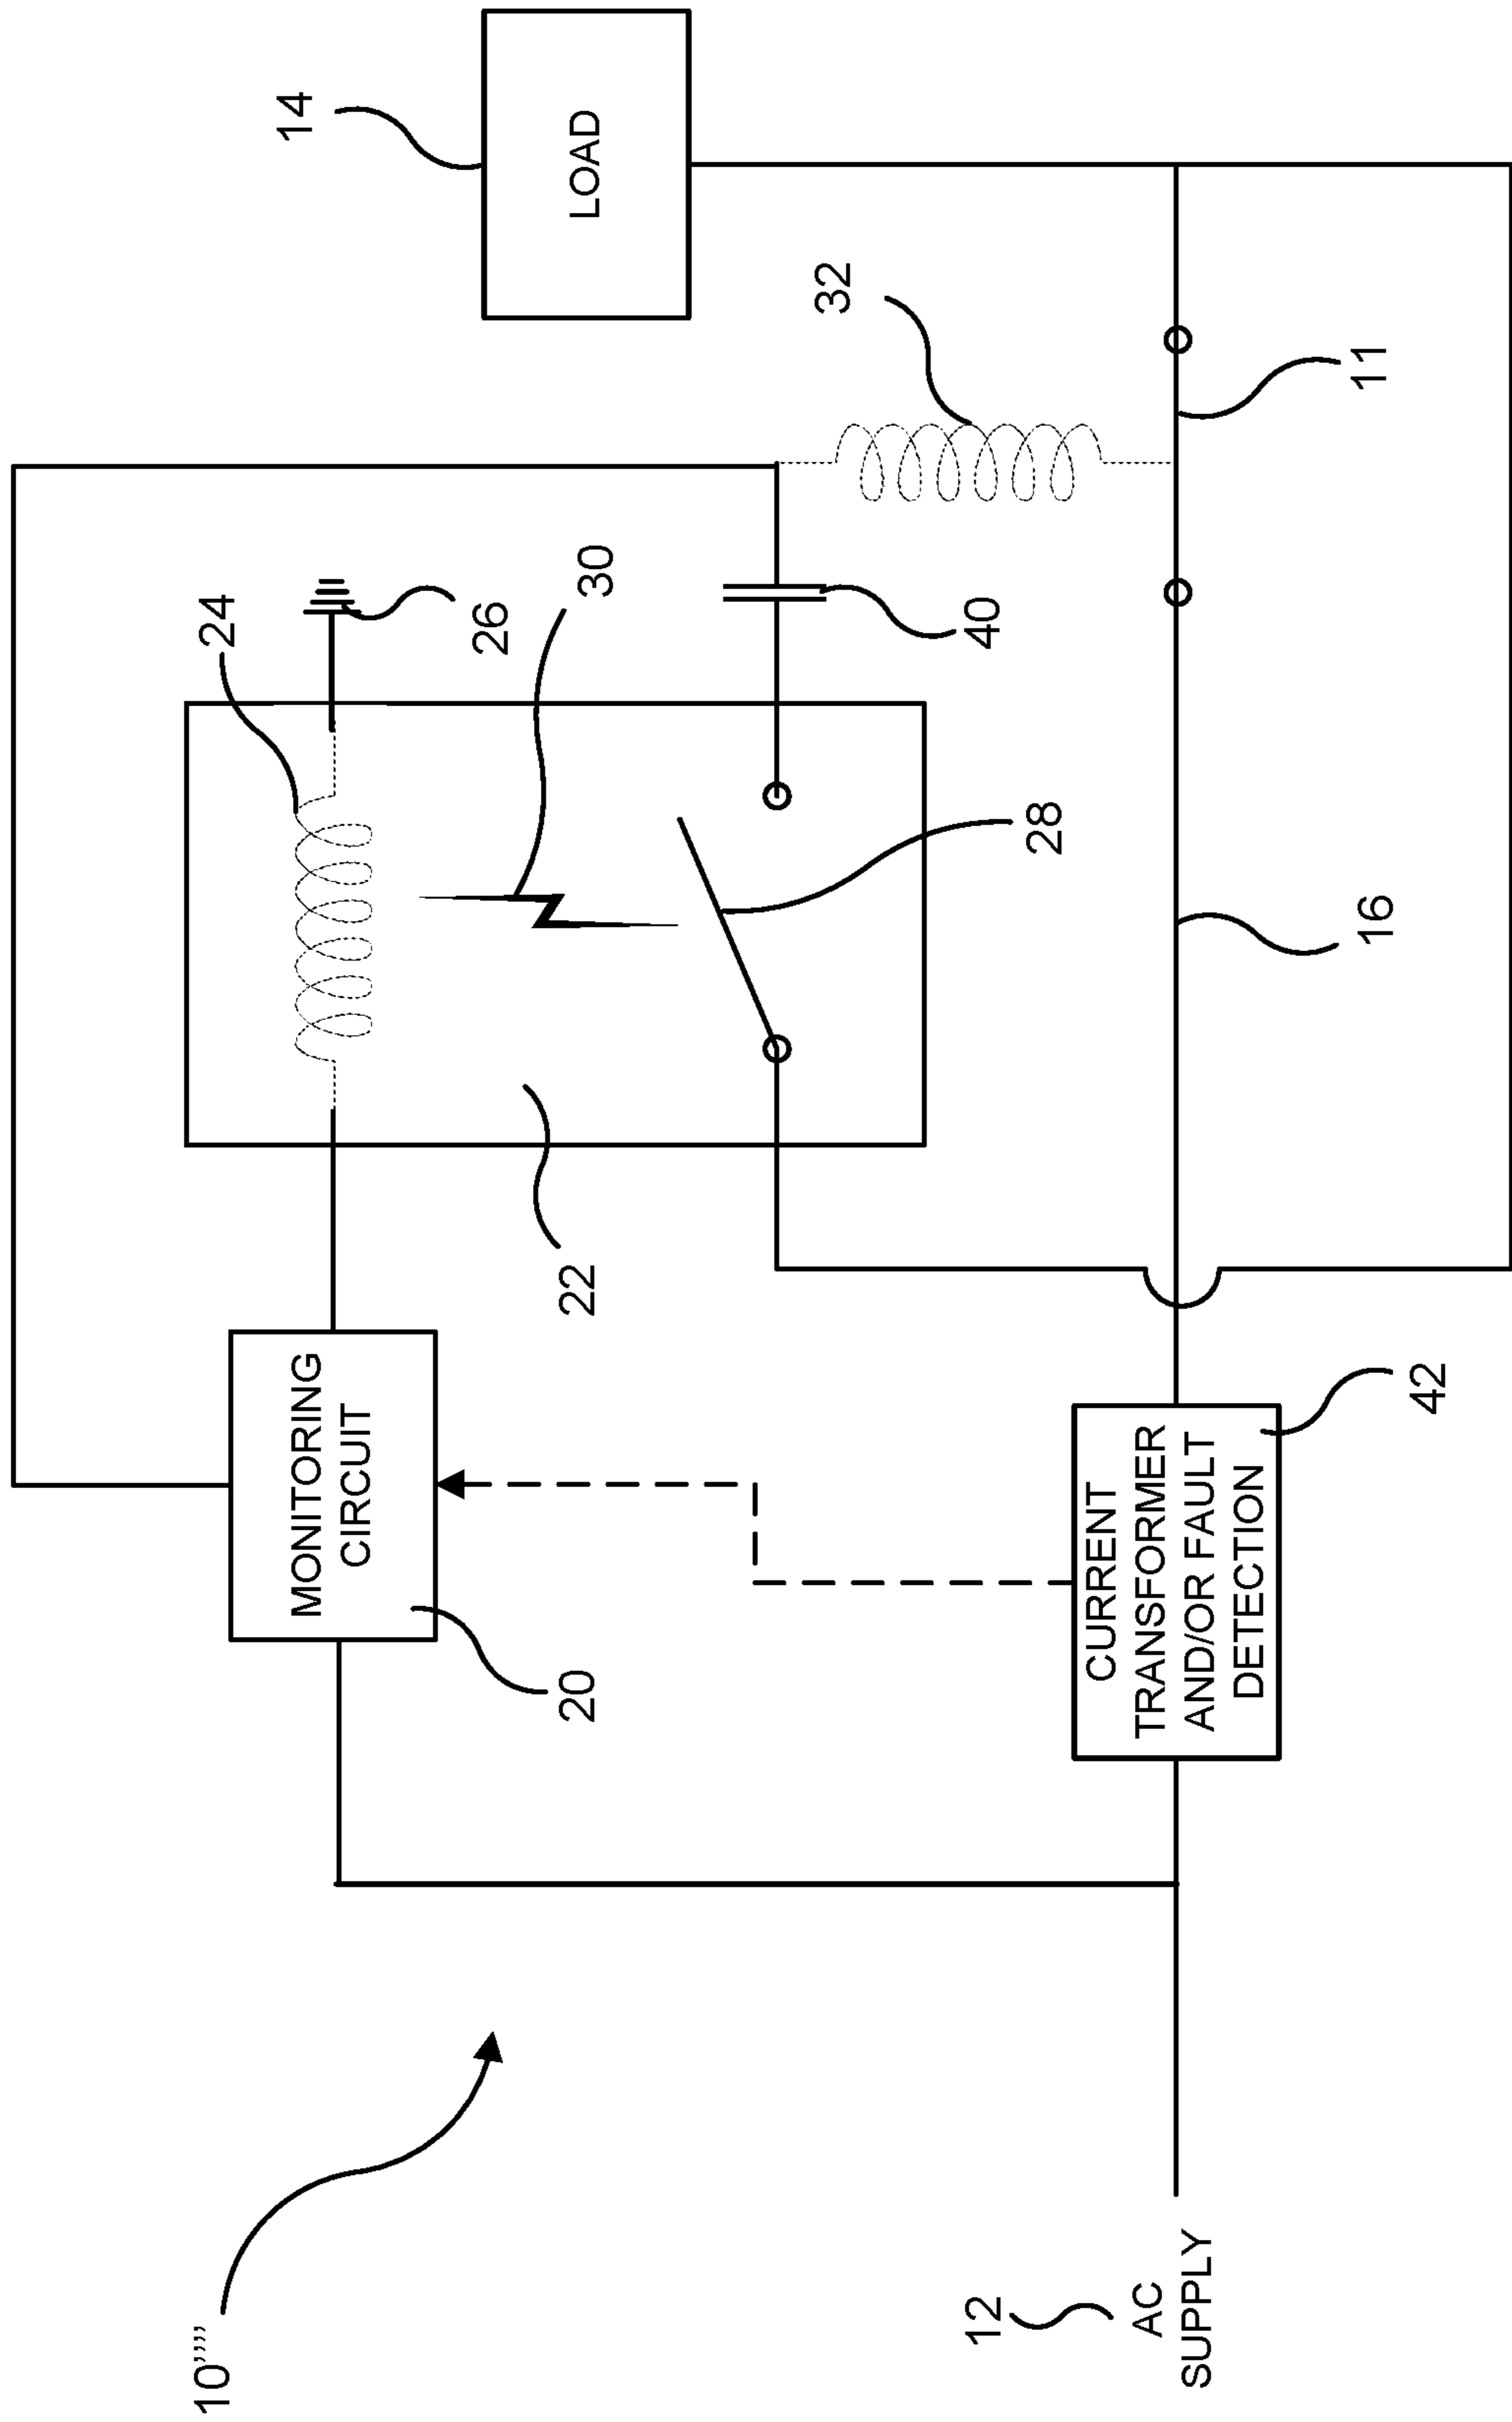 10''''
12
AC
SUPPLY
MONITORING
CIRCUIT
20
CURRENT
TRANSFORMER
AND/OR FAULT
DETECTION
42
22
24
26
30
28
40
16
32
11
14
LOAD